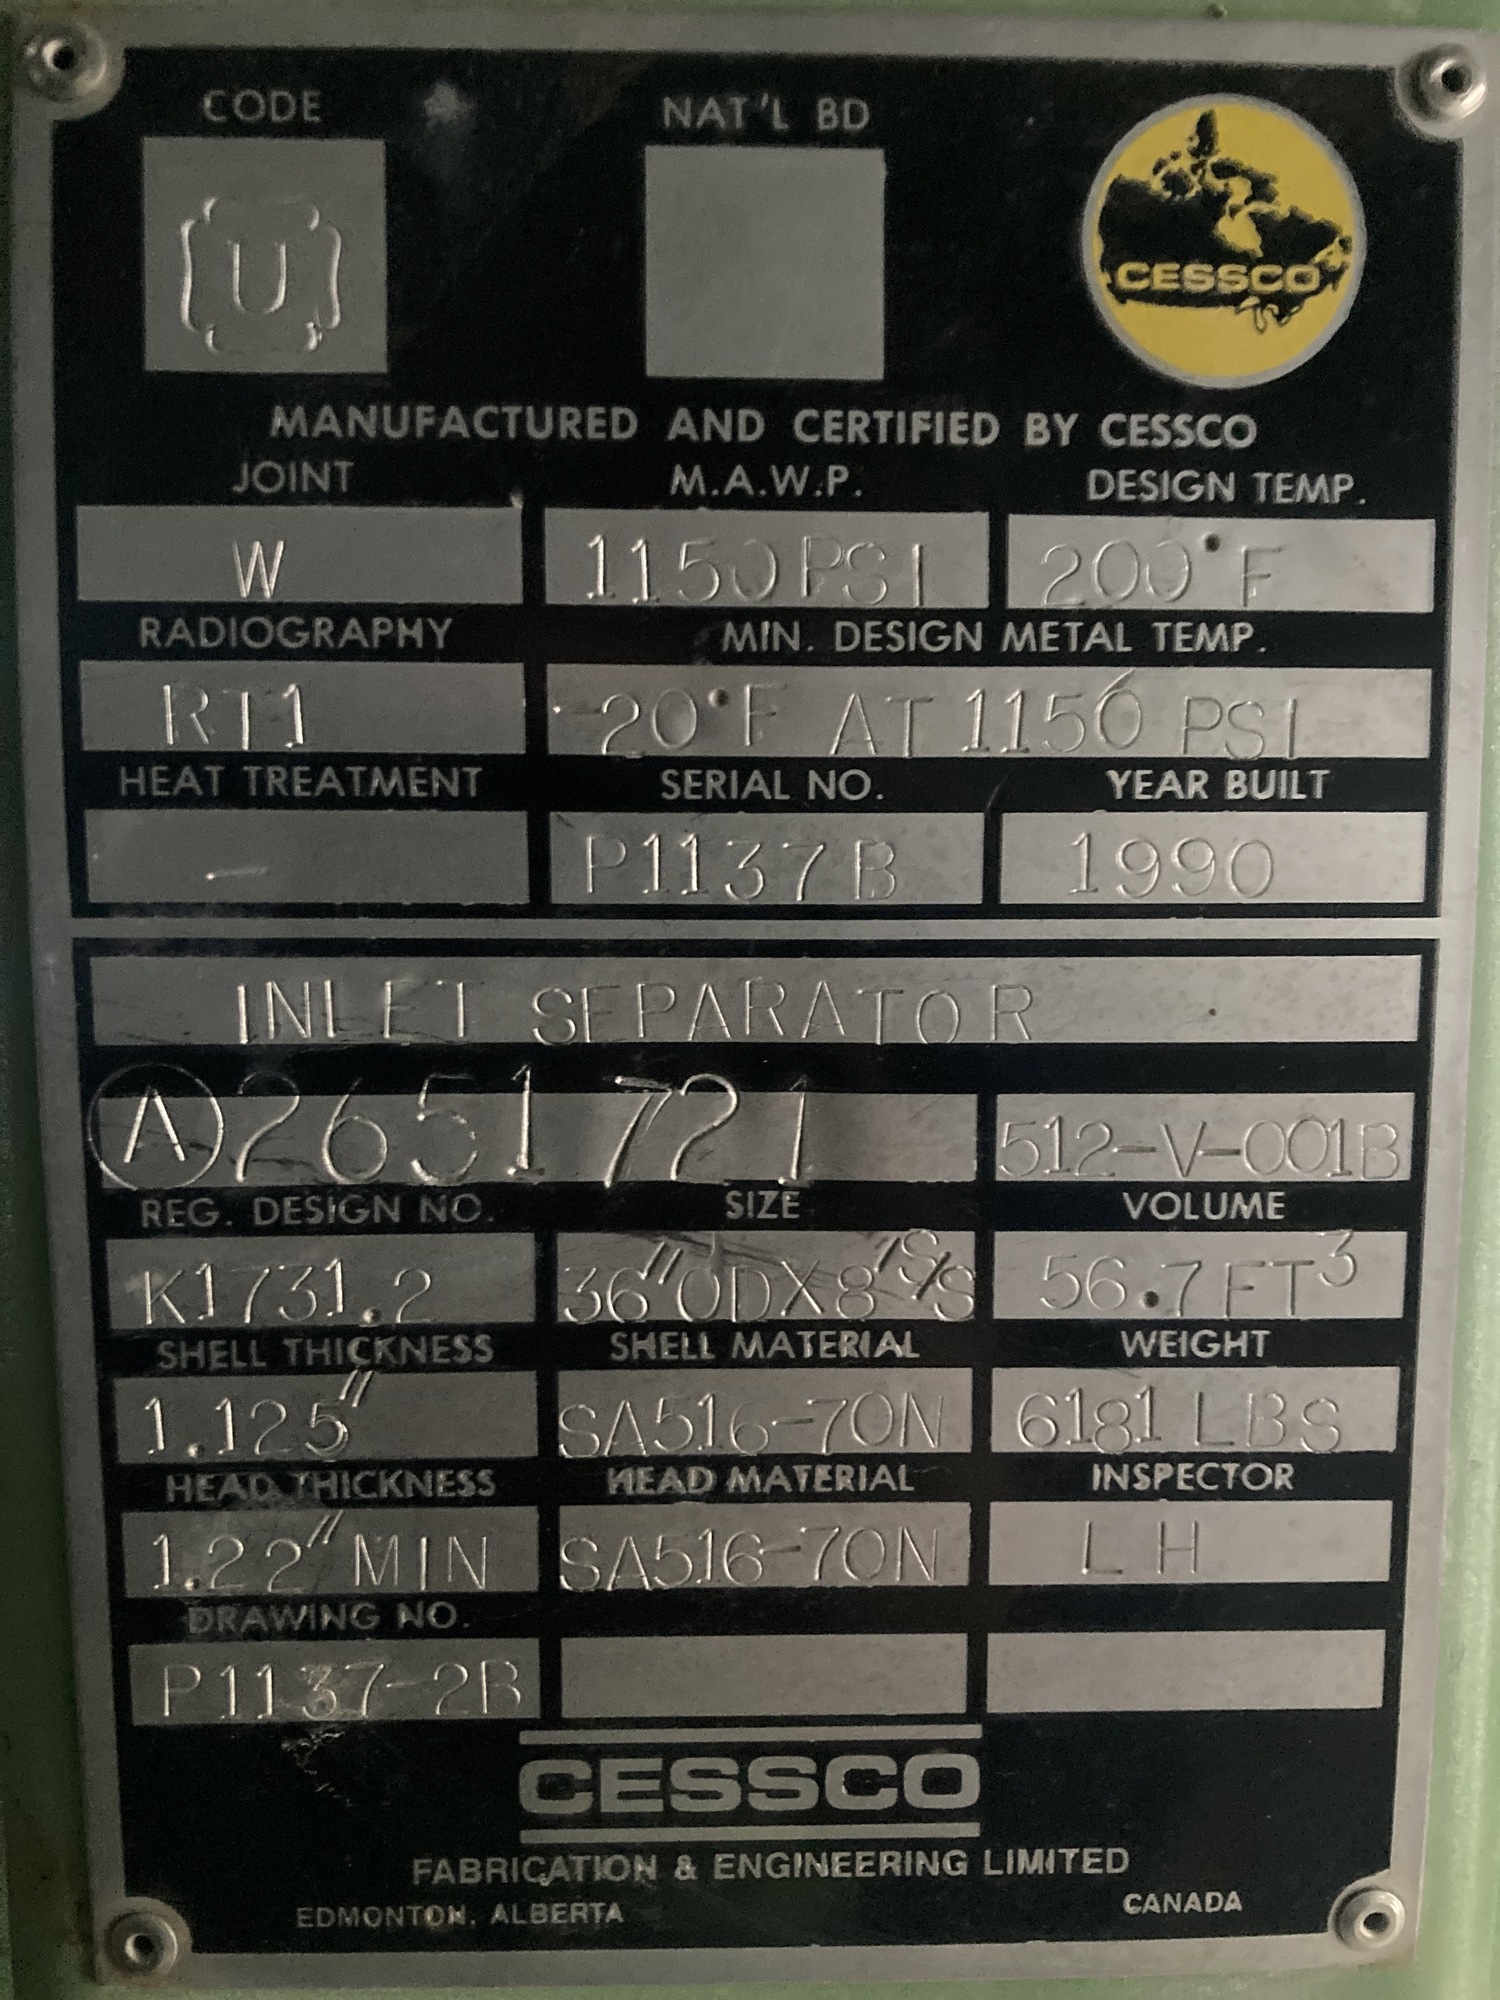 CODE NAT'L BD
U
CESSCO
MANUFACTURED AND CERTIFIED BY CESSCO
JOINT M.A.W.P. DESIGN TEMP.
W 1150 PSI 200°F
RADIOGRAPHY MIN. DESIGN METAL TEMP.
RT1 -20°F AT 1150 PSI
HEAT TREATMENT SERIAL NO. YEAR BUILT
- P1137B 1990
INLET SEPARATOR
A 2651721 512-V-001B
REG. DESIGN NO. SIZE VOLUME
K1731.2 36"ODX8'S/S 56.7FT³
SHELL THICKNESS SHELL MATERIAL WEIGHT
1.125" SA516-70N 6181 LBS
HEAD THICKNESS HEAD MATERIAL INSPECTOR
1.22" MIN SA516-70N LH
DRAWING NO.
P1137-2B
CESSCO
FABRICATION & ENGINEERING LIMITED
EDMONTON, ALBERTA CANADA